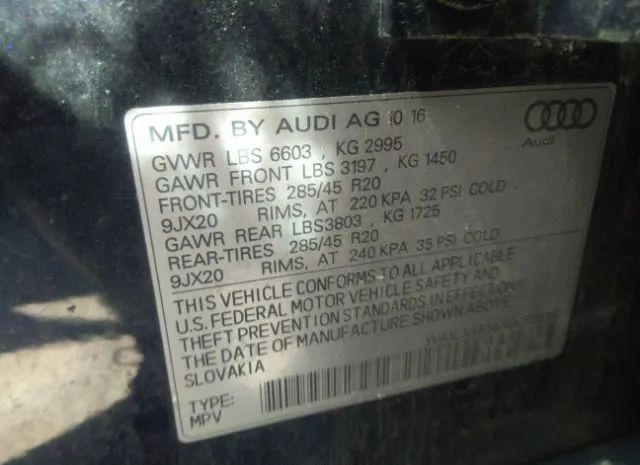 MFD. BY AUDI AG 10 16
Audi
GVWR LBS 6603 , KG 2995
GAWR FRONT LBS 3197 , KG 1450
FRONT-TIRES 285/45 R20
9JX20 RIMS, AT 220 KPA 32 PSI COLD
GAWR REAR LBS3803 , KG 1725
REAR-TIRES 285/45 R20
9JX20 RIMS, AT 240 KPA 35 PSI COLD
THIS VEHICLE CONFORMS TO ALL APPLICABLE
U.S. FEDERAL MOTOR VEHICLE SAFETY AND
THEFT PREVENTION STANDARDS IN EFFECT ON
THE DATE OF MANUFACTURE SHOWN ABOVE.
SLOVAKIA
TYPE:
MPV